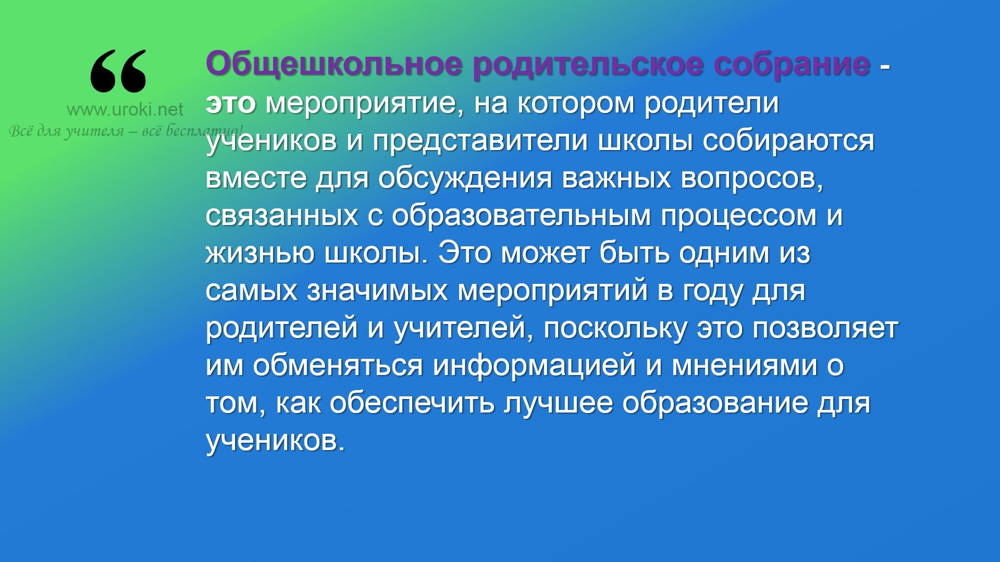 “
www.uroki.net
Всё для учителя – всё бесплатно!
Общешкольное родительское собрание -
это мероприятие, на котором родители
учеников и представители школы собираются
вместе для обсуждения важных вопросов,
связанных с образовательным процессом и
жизнью школы. Это может быть одним из
самых значимых мероприятий в году для
родителей и учителей, поскольку это позволяет
им обменяться информацией и мнениями о
том, как обеспечить лучшее образование для
учеников.